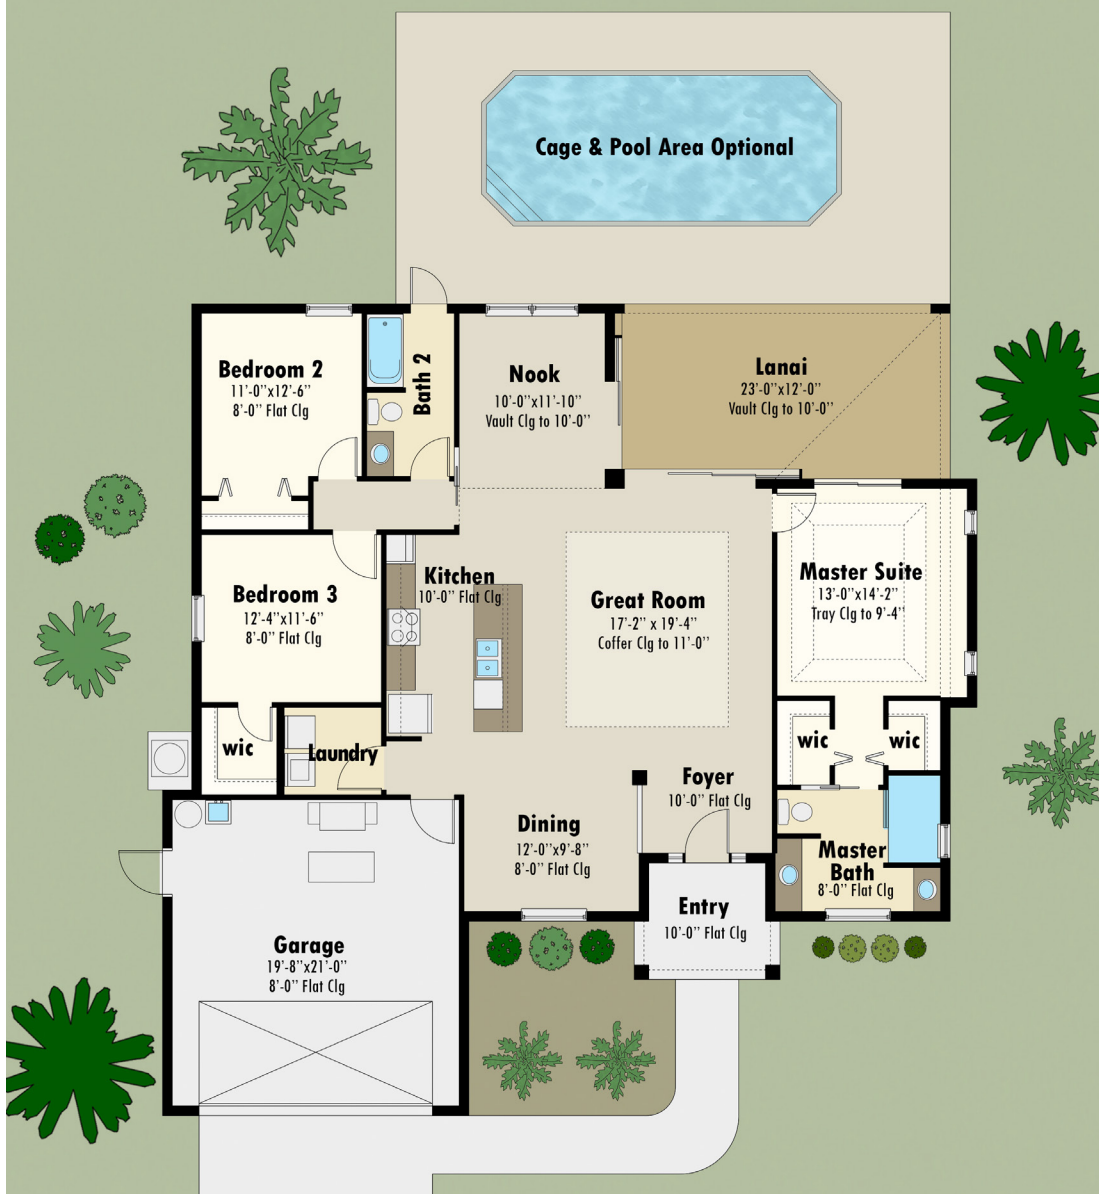 Cage & Pool Area Optional
Bedroom 2
11'-0"x12'-6"
8'-0" Flat Clg
Bath 2
Nook
10'-0"x11'-10"
Vault Clg to 10'-0"
Lanai
23'-0"x12'-0"
Vault Clg to 10'-0"
Bedroom 3
12'-4"x11'-6"
8'-0" Flat Clg
Kitchen
10'-0" Flat Clg
Great Room
17'-2" x 19'-4"
Coffer Clg to 11'-0"
Master Suite
13'-0"x14'-2"
Tray Clg to 9'-4"
wic
Laundry
wic
wic
Foyer
10'-0" Flat Clg
Dining
12'-0"x9'-8"
8'-0" Flat Clg
Master
Bath
8'-0" Flat Clg
Entry
10'-0" Flat Clg
Garage
19'-8"x21'-0"
8'-0" Flat Clg